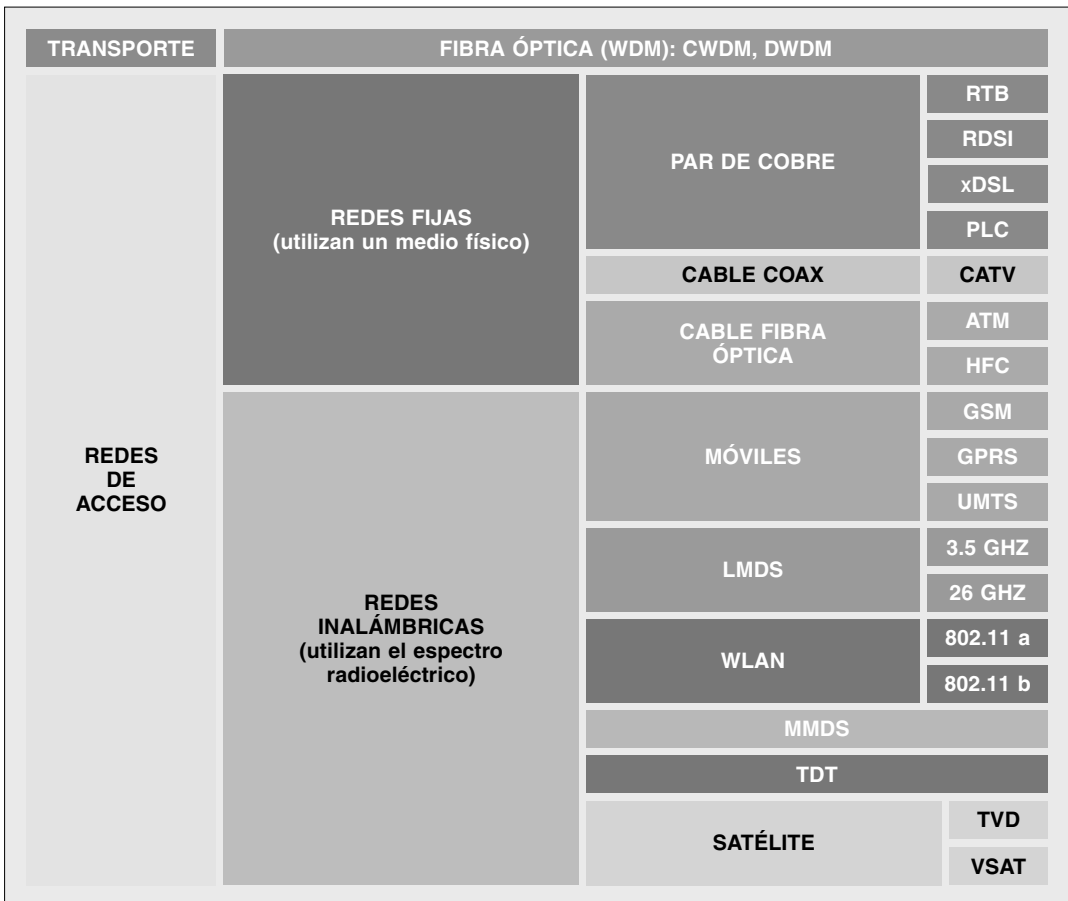 TRANSPORTE
FIBRA ÓPTICA (WDM): CWDM, DWDM
REDES
DE
ACCESO
REDES FIJAS
(utilizan un medio físico)
PAR DE COBRE
RTB
RDSI
xDSL
PLC
CABLE COAX
CATV
CABLE FIBRA
ÓPTICA
ATM
HFC
REDES
INALÁMBRICAS
(utilizan el espectro
radioeléctrico)
MÓVILES
GSM
GPRS
UMTS
LMDS
3.5 GHZ
26 GHZ
WLAN
802.11 a
802.11 b
MMDS
TDT
SATÉLITE
TVD
VSAT